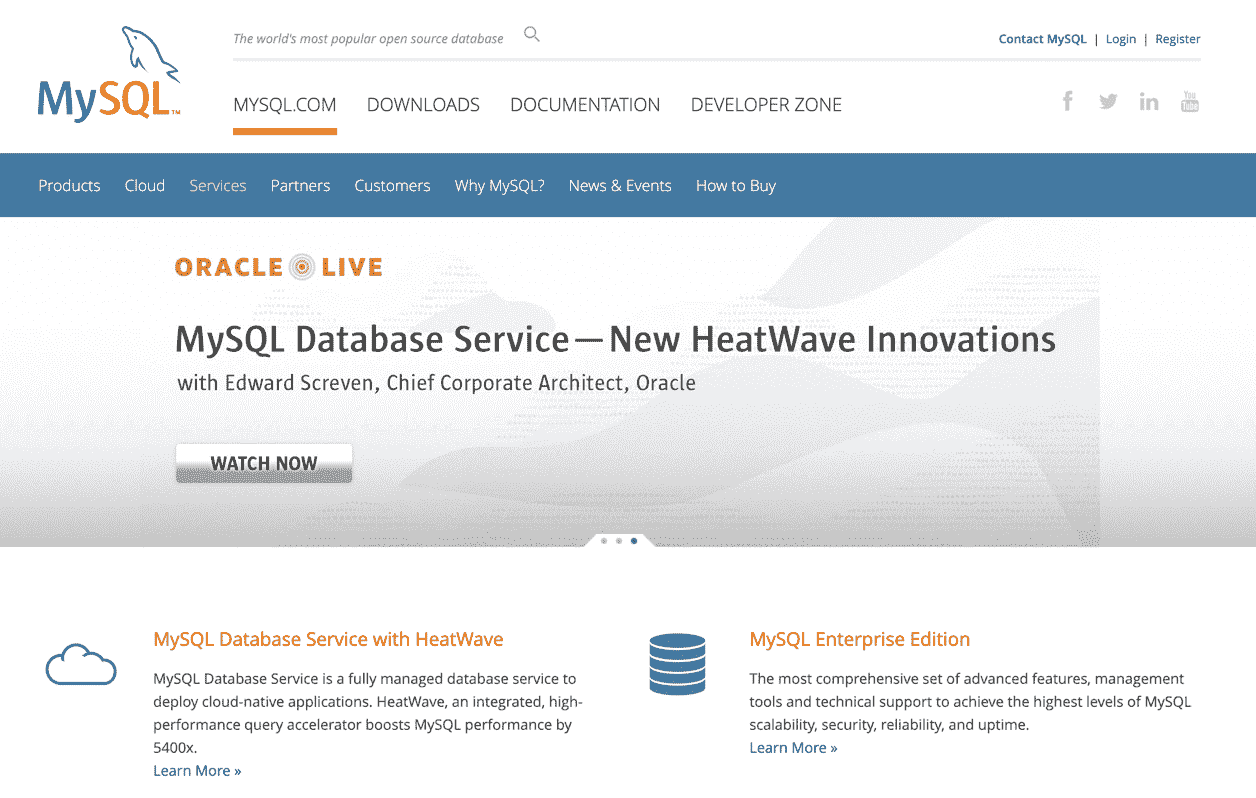 The world's most popular open source database
Contact MySQL | Login | Register
MySQL™
MYSQL.COM DOWNLOADS DOCUMENTATION DEVELOPER ZONE
f in You Tube
Products Cloud Services Partners Customers Why MySQL? News & Events How to Buy
ORACLE LIVE
MySQL Database Service—New HeatWave Innovations
with Edward Screven, Chief Corporate Architect, Oracle
WATCH NOW
MySQL Database Service with HeatWave
MySQL Database Service is a fully managed database service to
deploy cloud-native applications. HeatWave, an integrated, high-
performance query accelerator boosts MySQL performance by
5400x.
Learn More »
MySQL Enterprise Edition
The most comprehensive set of advanced features, management
tools and technical support to achieve the highest levels of MySQL
scalability, security, reliability, and uptime.
Learn More »